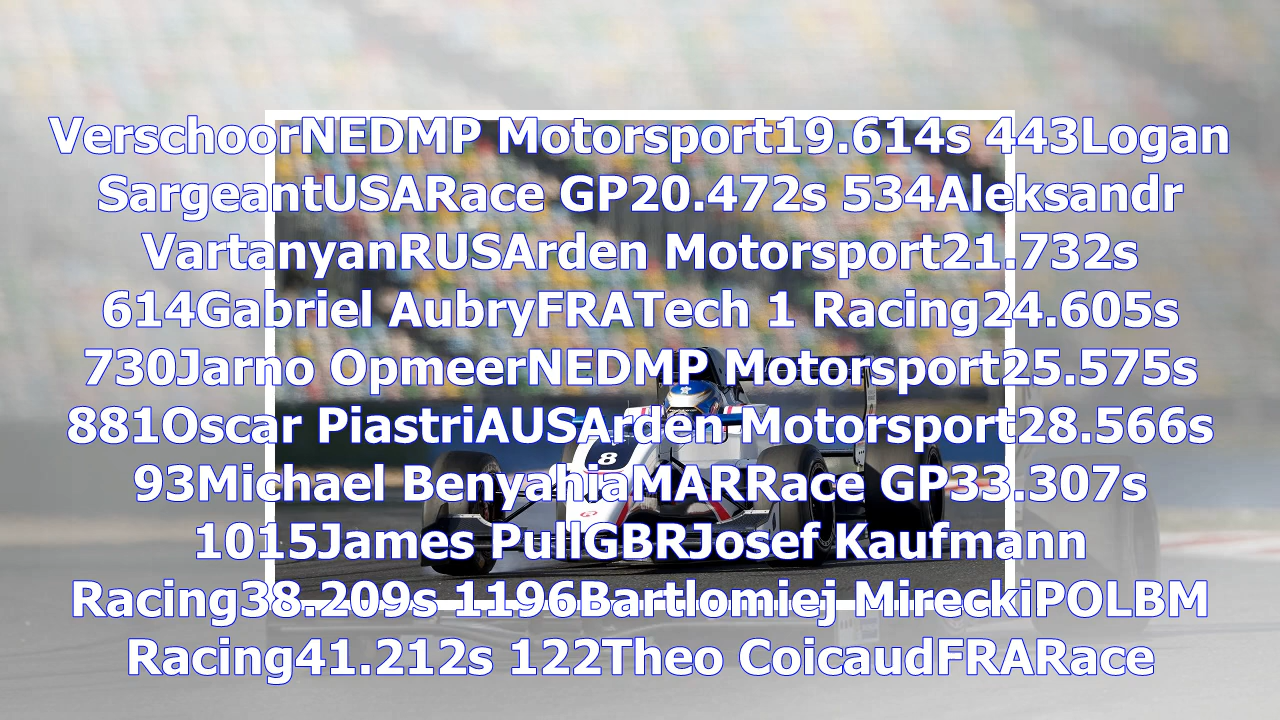 VerschoorNEDMP Motorsport19.614s 443Logan
SargeantUSARace GP20.472s 534Aleksandr
VartanyanRUSArden Motorsport21.732s
614Gabriel AubryFRATech 1 Racing24.605s
730Jarno OpmeerNEDMP Motorsport25.575s
881Oscar PiastriAUSArden Motorsport28.566s
93Michael BenyahiaMARRace GP33.307s
1015James PullGBRJosef Kaufmann
Racing38.209s 1196Bartlomiej MireckiPOLBM
Racing41.212s 122Theo CoicaudFRARace
8